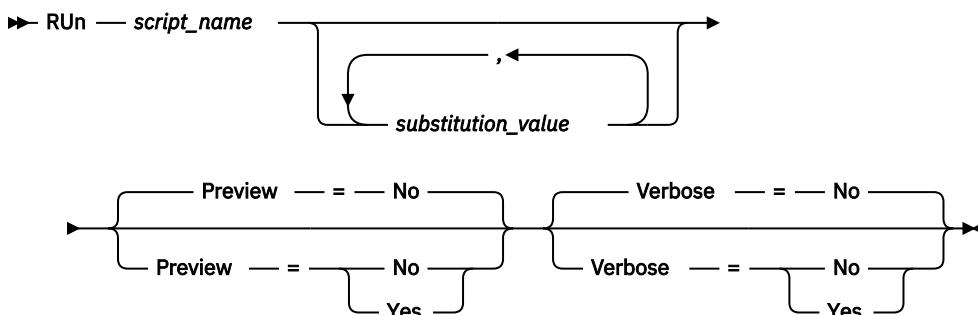 RUn script_name
,
substitution_value
Preview = No Verbose = No
Preview = No Verbose = No
Yes Yes